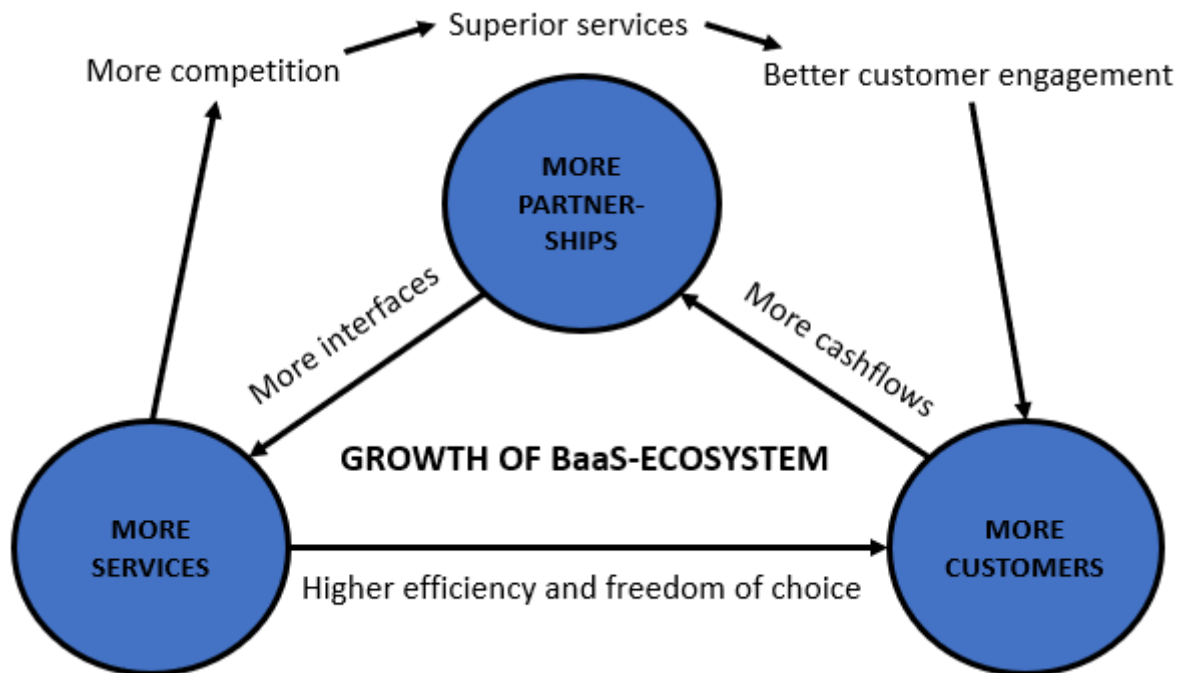 Superior services
More competition
Better customer engagement
MORE
PARTNER-
SHIPS
More interfaces
More cashflows
GROWTH OF BaaS-ECOSYSTEM
MORE
SERVICES
MORE
CUSTOMERS
Higher efficiency and freedom of choice